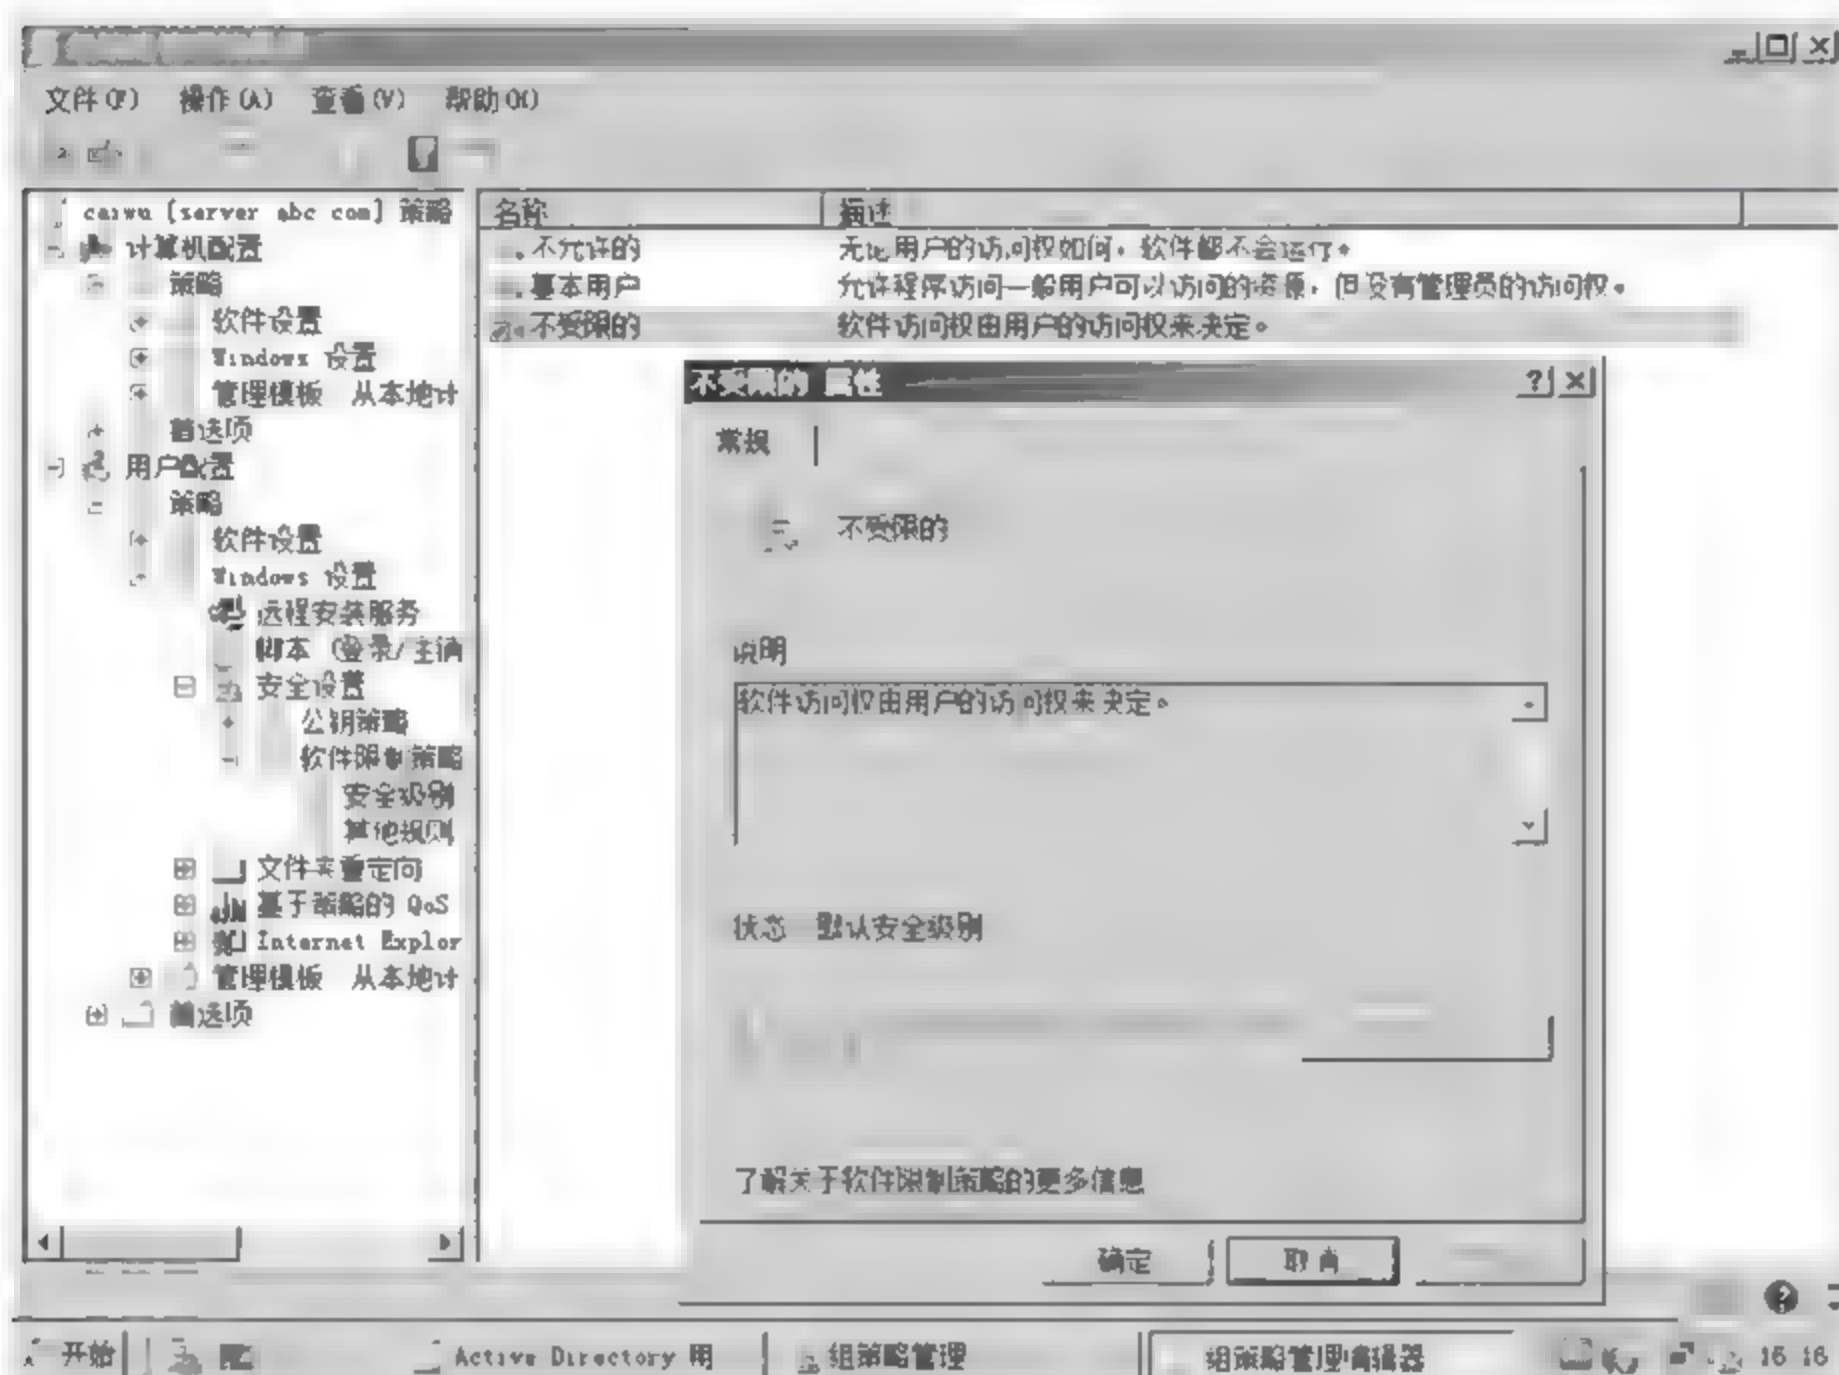 文件(F) 操作(A) 查看(V) 帮助(H)
caiwu [server abc com] 策略
计算机配置
策略
软件设置
Windows 设置
管理模板 从本地计
首选项
用户配置
策略
软件设置
Windows 设置
远程安装服务
脚本 (登录/注销
安全设置
公钥策略
软件限制策略
安全级别
其他规则
文件夹重定向
基于策略的 QoS
Internet Explor
管理模板 从本地计
首选项
名称 描述
不允许的 无论用户的访问权如何，软件都不会运行。
基本用户 允许程序访问一般用户可以访问的资源，但没有管理员的访问权。
不受限的 软件访问权由用户的访问权来决定。
不受限的 属性
常规
不受限的
说明
软件访问权由用户的访问权来决定。
状态 默认安全级别
了解关于软件限制策略的更多信息
确定 取消
开始 Active Directory 用 组策略管理 组策略管理编辑器 16 16